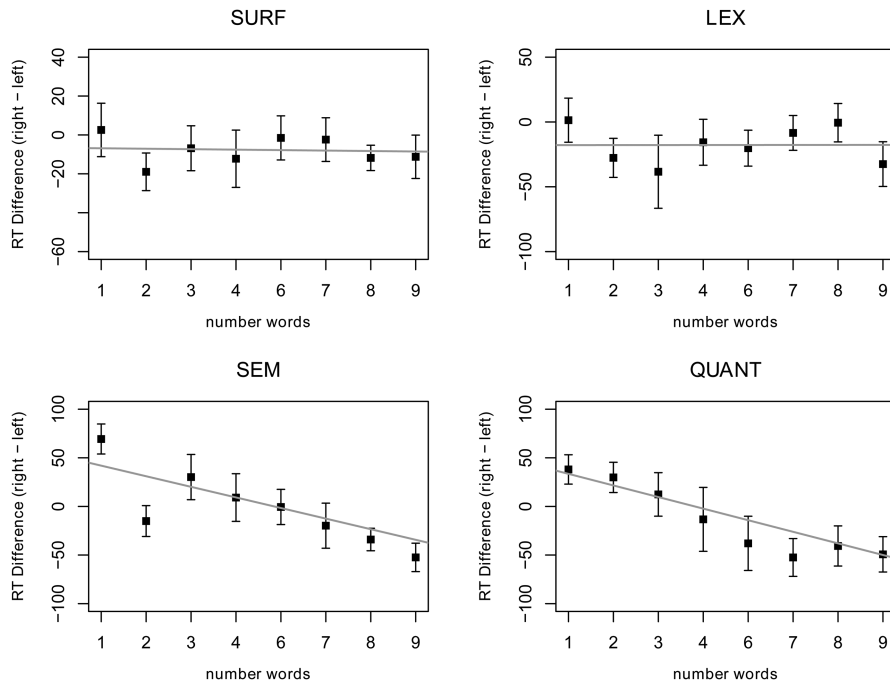 SURF
RT Difference (right − left)
40
20
0
−20
−60
1 2 3 4 6 7 8 9
number words
LEX
RT Difference (right − left)
50
0
−50
−100
1 2 3 4 6 7 8 9
number words
SEM
RT Difference (right − left)
100
50
0
−50
−100
1 2 3 4 6 7 8 9
number words
QUANT
RT Difference (right − left)
100
50
0
−50
−100
1 2 3 4 6 7 8 9
number words